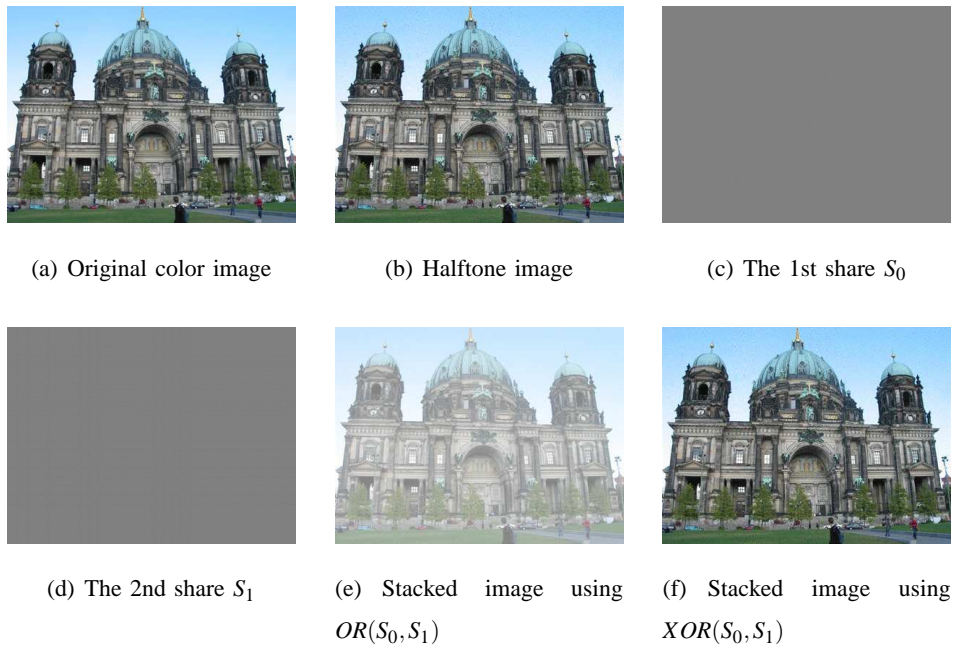 (a) Original color image
(b) Halftone image
(c) The 1st share S₀
(d) The 2nd share S₁
(e) Stacked image using
OR(S₀,S₁)
(f) Stacked image using
XOR(S₀,S₁)